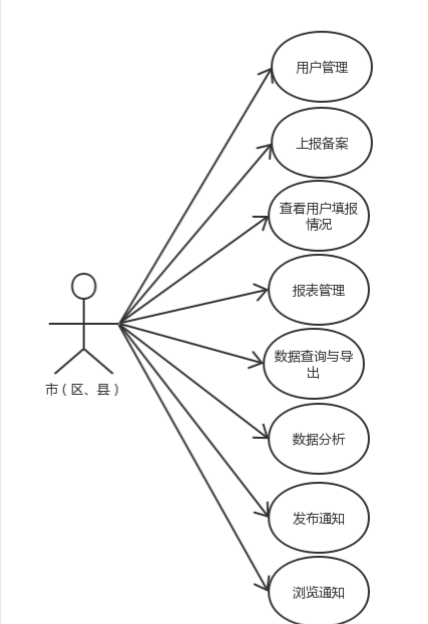 用户管理
上报备案
查看用户填报
情况
报表管理
市（区、县）
数据查询与导
出
数据分析
发布通知
浏览通知